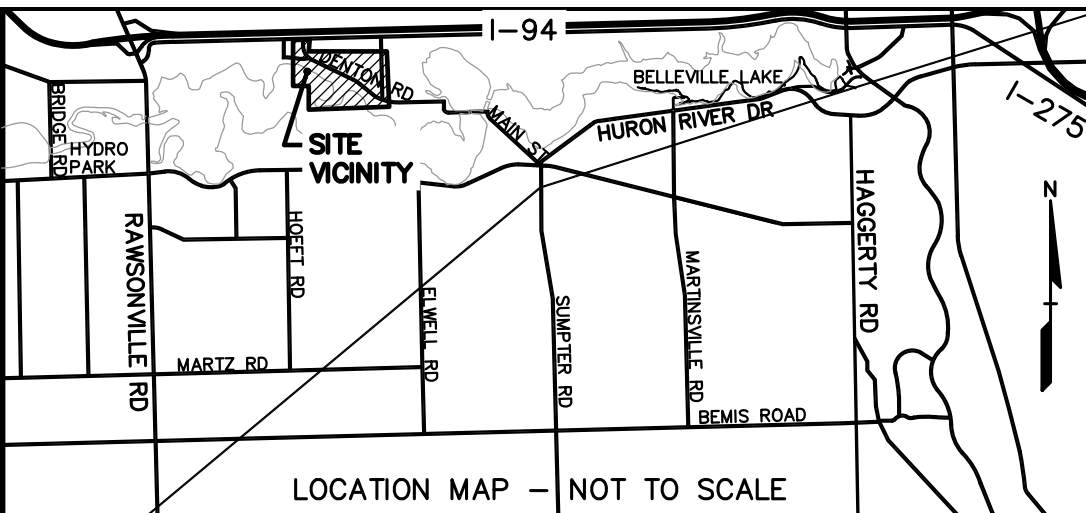 I-94
DENTON RD
BELLEVILLE LAKE
BRIDGE RD
I-275
MAIN ST
HURON RIVER DR
HYDRO
PARK
SITE
VICINITY
N
HAGGERTY RD
RAWSONVILLE RD
HOEFT RD
MARTINSVILLE RD
ELWELL RD
SUMPTER RD
MARTZ RD
BEMIS ROAD
LOCATION MAP - NOT TO SCALE